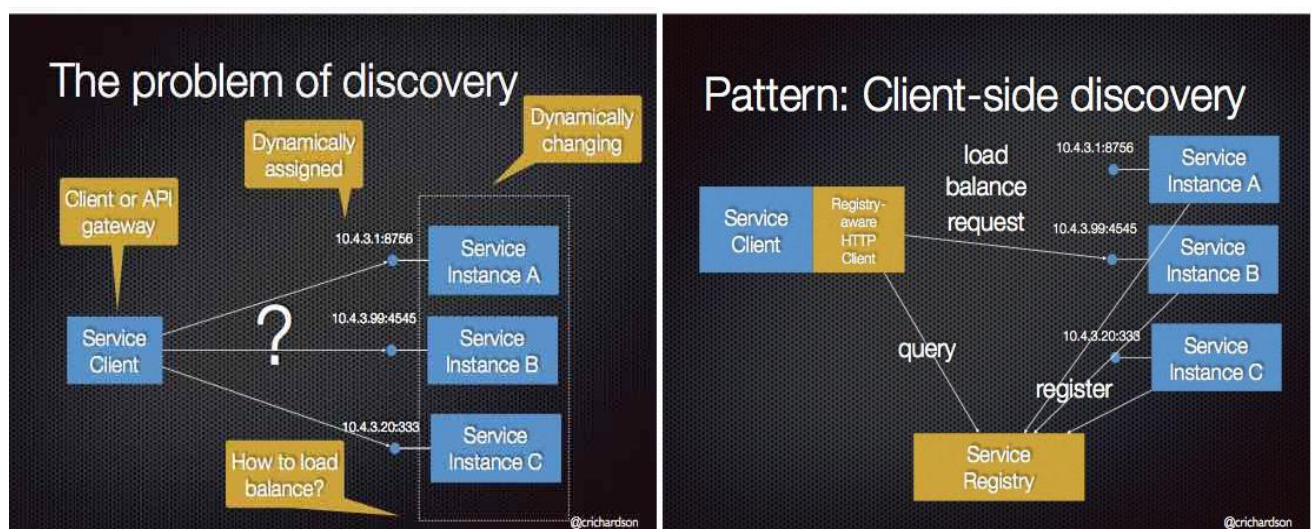 The problem of discovery
Dynamically
changing
Dynamically
assigned
Client or API
gateway
10.4.3.1:8756
Service
Instance A
?
10.4.3.99:4545
Service
Client
Service
Instance B
10.4.3.20:333
Service
Instance C
How to load
balance?
@crichardson
Pattern: Client-side discovery
10.4.3.1:8756
load
balance
request
Service
Instance A
Service
Client
Registry-
aware
HTTP
Client
10.4.3.99:4545
Service
Instance B
query
10.4.3.20:333
Service
Instance C
register
Service
Registry
@crichardson